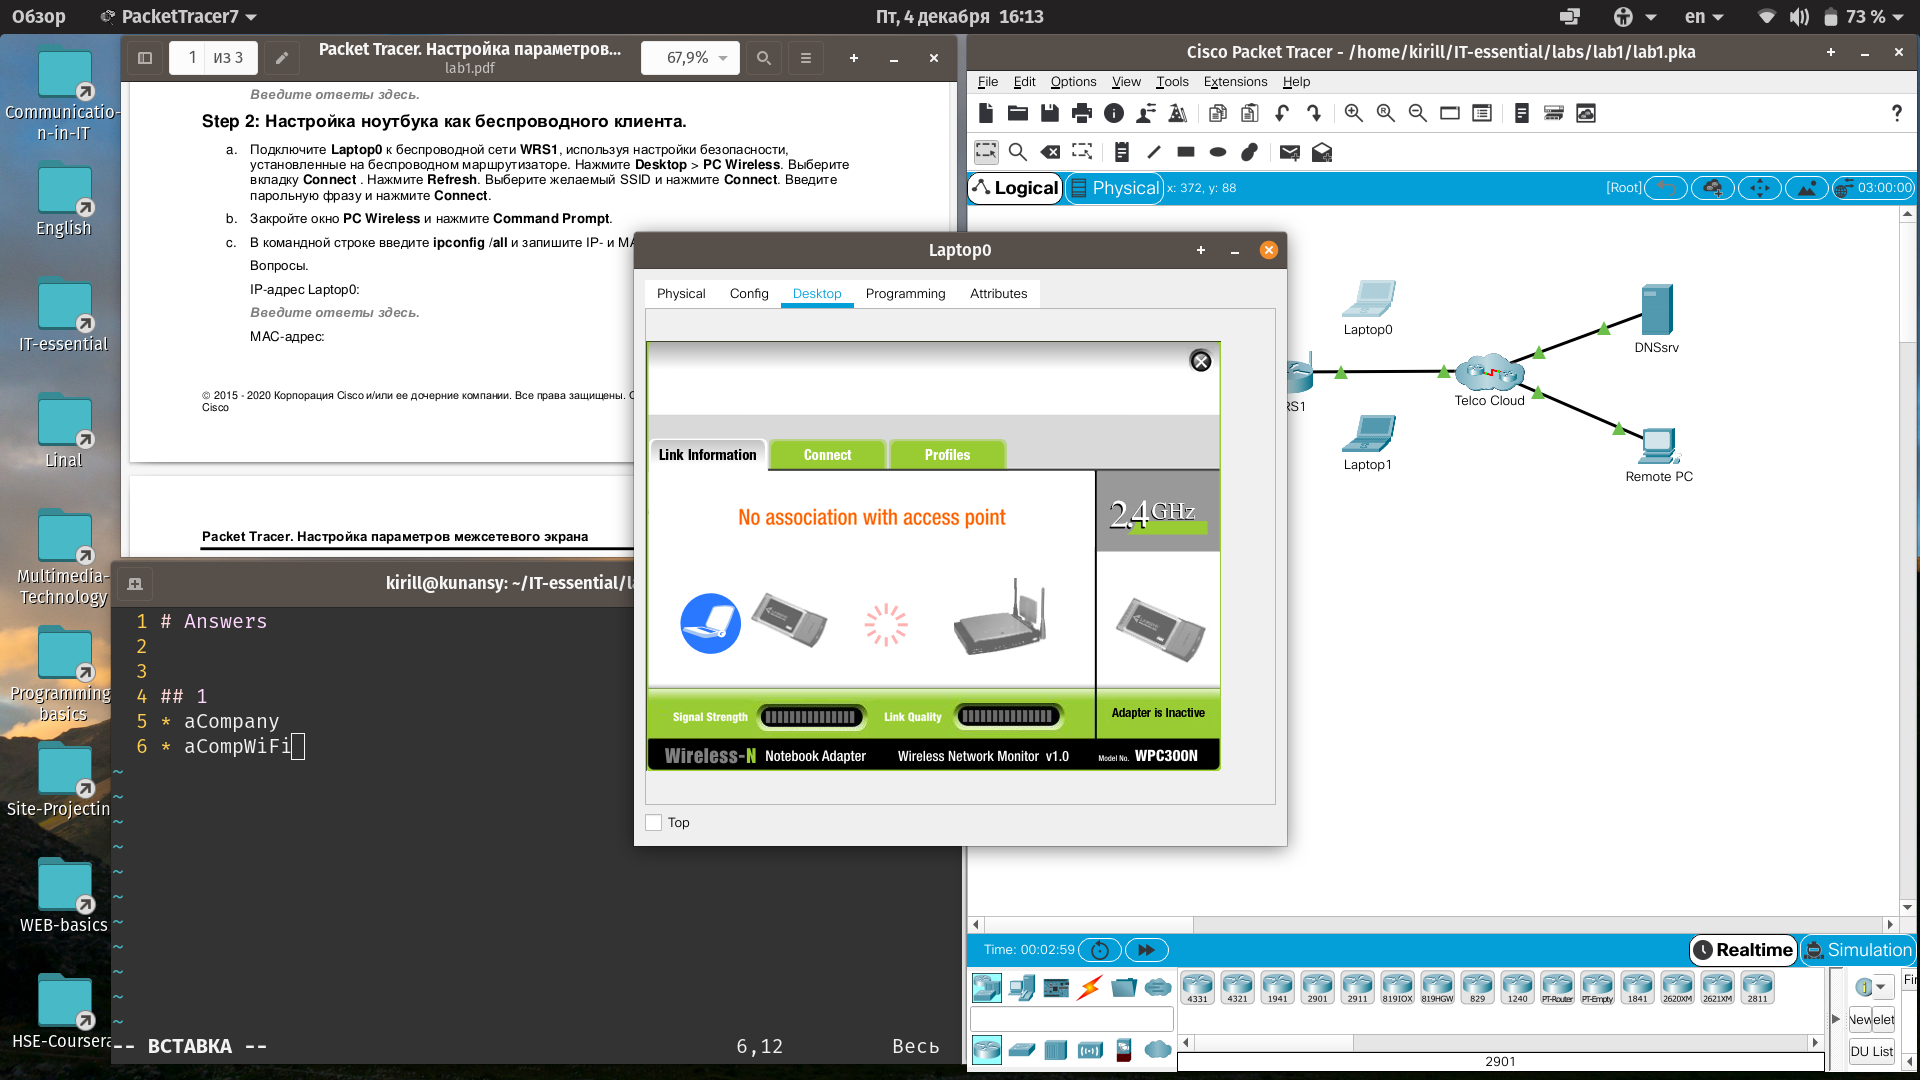 Обзор
PacketTracer7
Пт, 4 декабря 16:13
en
73 %
Communicatio-
n-in-IT
English
IT-essential
Linal
Multimedia-
Technology
Programming-
basics
Site-Projectin
WEB-basics
HSE-Coursera
1 из 3
Packet Tracer. Настройка параметров...
lab1.pdf
67,9%
Введите ответы здесь.
Step 2: Настройка ноутбука как беспроводного клиента.
a. Подключите Laptop0 к беспроводной сети WRS1, используя настройки безопасности,
установленные на беспроводном маршрутизаторе. Нажмите Desktop > PC Wireless. Выберите
вкладку Connect . Нажмите Refresh. Выберите желаемый SSID и нажмите Connect. Введите
парольную фразу и нажмите Connect.
b. Закройте окно PC Wireless и нажмите Command Prompt.
c. В командной строке введите ipconfig /all и запишите IP- и
Вопросы.
IP-адрес Laptop0:
Введите ответы здесь.
MAC-адрес:
© 2015 - 2020 Корпорация Cisco и/или ее дочерние компании. Все права защищены.
Cisco
Packet Tracer. Настройка параметров межсетевого экрана
kirill@kunansy: ~/IT-essential/la
1 # Answers
2
3
4 ## 1
5 * aCompany
6 * aCompWiFi
~
~
~
~
~
~
~
~
~
~
~
-- ВСТАВКА --
6,12
Весь
Cisco Packet Tracer - /home/kirill/IT-essential/labs/lab1/lab1.pka
File Edit Options View Tools Extensions Help
?
Logical
Physical
x: 372, y: 88
[Root]
03:00:00
Laptop0
DNSsrv
RS1
Telco Cloud
Laptop1
Remote PC
Laptop0
Physical Config Desktop Programming Attributes
Link Information
Connect
Profiles
No association with access point
2.4GHz
Signal Strength
Link Quality
Adapter is Inactive
Wireless-N Notebook Adapter
Wireless Network Monitor v1.0
Model No. WPC300N
Top
Time: 00:02:59
Realtime
Simulation
4331 4321 1941 2901 2911 819IOX 819HGW 829 1240 PT-Router PT-Empty 1841 2620XM 2621XM 2811
2901
Fir
New
elet
DU List